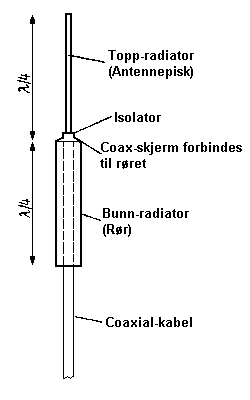 Topp-radiator
(Antennepisk)
λ/4
Isolator
Coax-skjerm forbindes
til røret
λ/4
Bunn-radiator
(Rør)
Coaxial-kabel